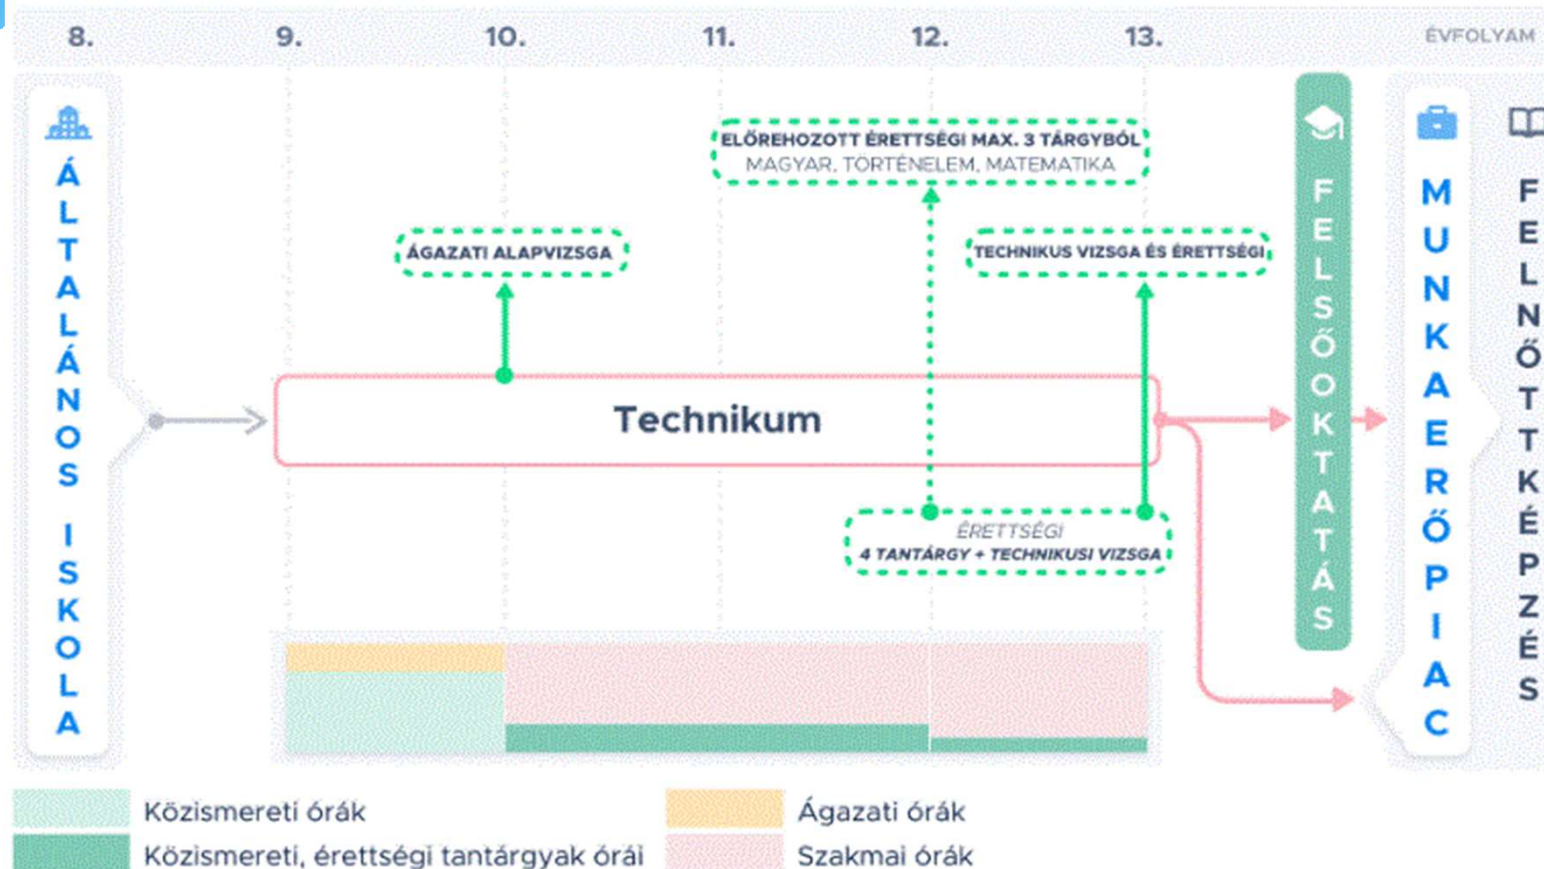 8. 9. 10. 11. 12. 13. ÉVFOLYAM
ÁLTALÁNOS ISKOLA
ELŐREHOZOTT ÉRETTSÉGI MAX. 3 TÁRGYBÓL
MAGYAR, TÖRTÉNELEM, MATEMATIKA
ÁGAZATI ALAPVIZSGA
TECHNIKUS VIZSGA ÉS ÉRETTSÉGI
Technikum
ÉRETTSÉGI
4 TANTÁRGY + TECHNIKUSI VIZSGA
FELSŐOKTATÁS
MUNKAERŐPIAC
FELNŐTTKÉPZÉS
Közismereti órák
Ágazati órák
Közismereti, érettségi tantárgyak órái
Szakmai órák